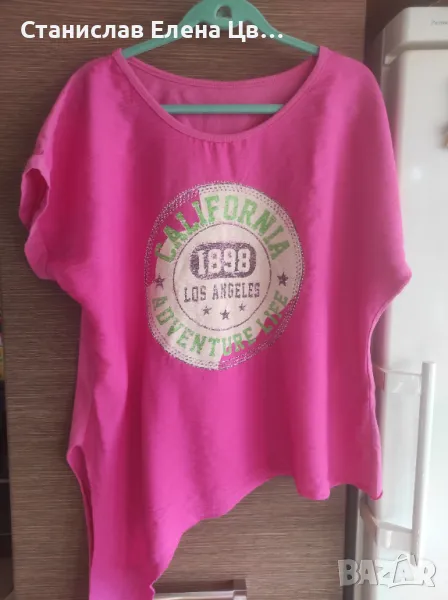 Станислав Елена Цв...
CALIFORNIA
1898
LOS ANGELES
ADVENTURE LIFE
BAZAR